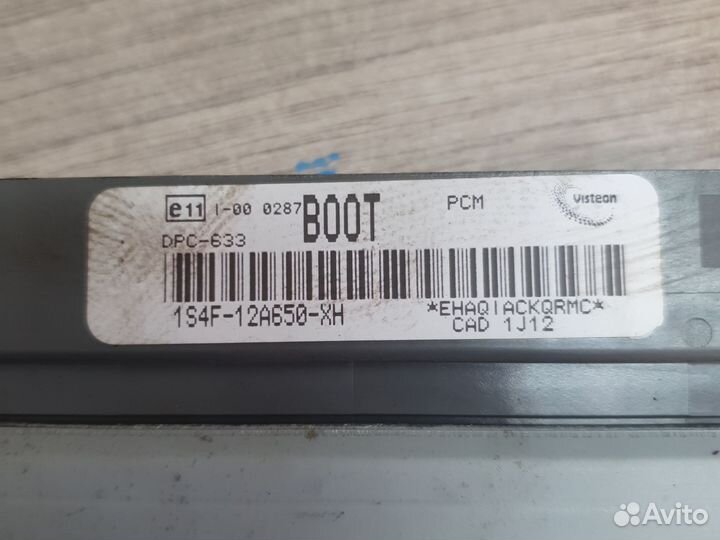 e11 I-00 0287 BOOT PCM Visteon
DPC-633
1S4F-12A650-XH *EHAQIACKQRMC*
CAD 1J12
Avito